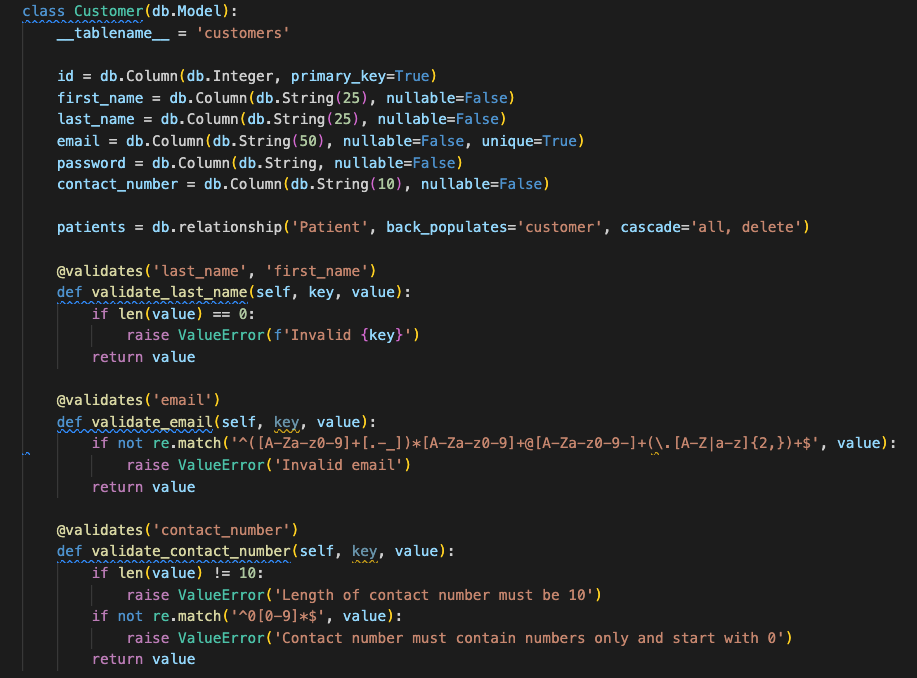 class Customer(db.Model):
    __tablename__ = 'customers'

    id = db.Column(db.Integer, primary_key=True)
    first_name = db.Column(db.String(25), nullable=False)
    last_name = db.Column(db.String(25), nullable=False)
    email = db.Column(db.String(50), nullable=False, unique=True)
    password = db.Column(db.String, nullable=False)
    contact_number = db.Column(db.String(10), nullable=False)

    patients = db.relationship('Patient', back_populates='customer', cascade='all, delete')

    @validates('last_name', 'first_name')
    def validate_last_name(self, key, value):
        if len(value) == 0:
            raise ValueError(f'Invalid {key}')
        return value

    @validates('email')
    def validate_email(self, key, value):
        if not re.match('^([A-Za-z0-9]+[.-_])*[A-Za-z0-9]+@[A-Za-z0-9-]+(\.[A-Z|a-z]{2,})+$', value):
            raise ValueError('Invalid email')
        return value

    @validates('contact_number')
    def validate_contact_number(self, key, value):
        if len(value) != 10:
            raise ValueError('Length of contact number must be 10')
        if not re.match('^0[0-9]*$', value):
            raise ValueError('Contact number must contain numbers only and start with 0')
        return value